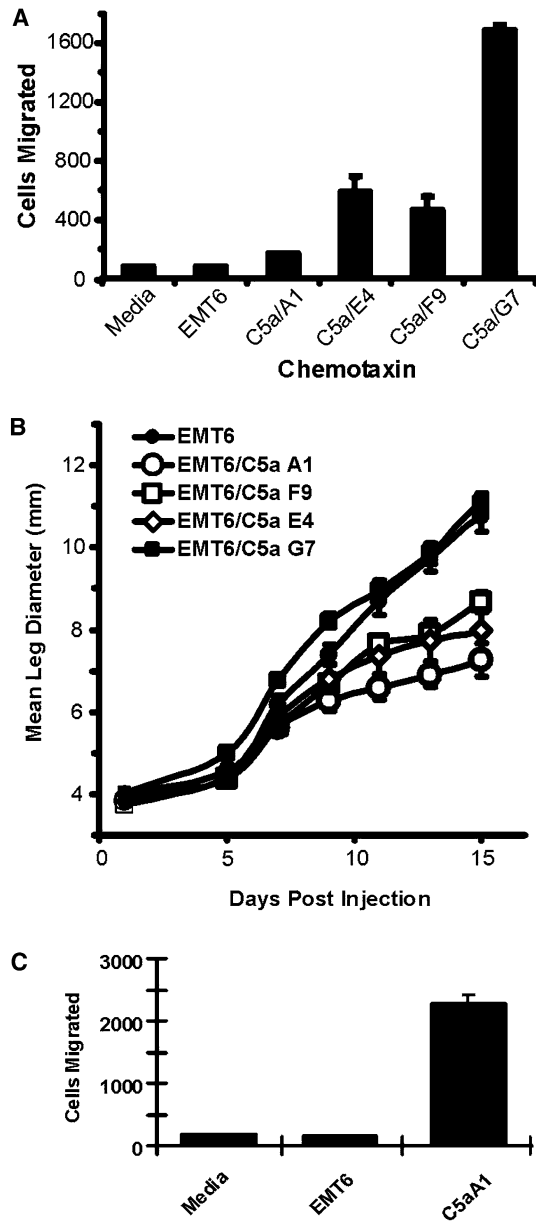 A
Cells Migrated
1600
1200
800
400
0
Media
EMT6
C5a/A1
C5a/E4
C5a/F9
C5a/G7
Chemotaxin
B
EMT6
EMT6/C5a A1
EMT6/C5a F9
EMT6/C5a E4
EMT6/C5a G7
Mean Leg Diameter (mm)
12
10
8
6
4
0
5
10
15
Days Post Injection
C
Cells Migrated
3000
2000
1000
0
Media
EMT6
C5aA1